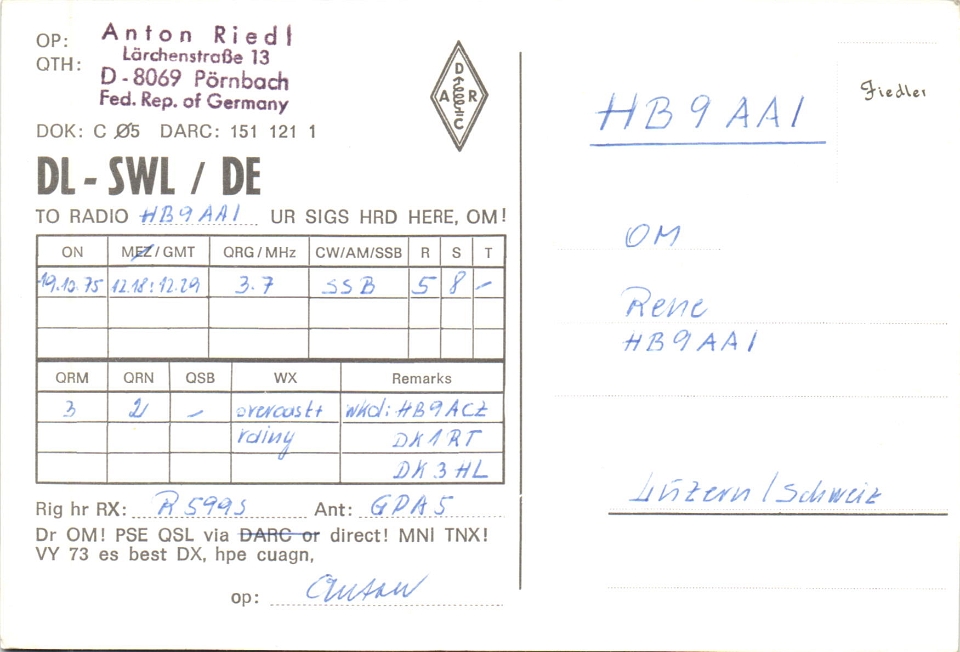 OP: Anton Riedl
QTH: Lärchenstraße 13
D-8069 Pörnbach
Fed. Rep. of Germany
DOK: C Ø5 DARC: 151 121 1
DARC
DL-SWL / DE
TO RADIO HB9AAI UR SIGS HRD HERE, OM!
ON MEZ/GMT QRG/MHz CW/AM/SSB R S T
19.10.75 12.18:12.29 3.7 SSB 5 8 -
QRM QRN QSB WX Remarks
3 2 - overcast+ wkd: HB9ACZ
rainy DK1RT
DK3HL
Rig hr RX: R599S Ant: GPA5
Dr OM! PSE QSL via DARC or direct! MNI TNX!
VY 73 es best DX, hpe cuagn,
op: Anton
Fiedler
HB9AAI
OM
Rene
HB9AAI
Luzern/Schweiz